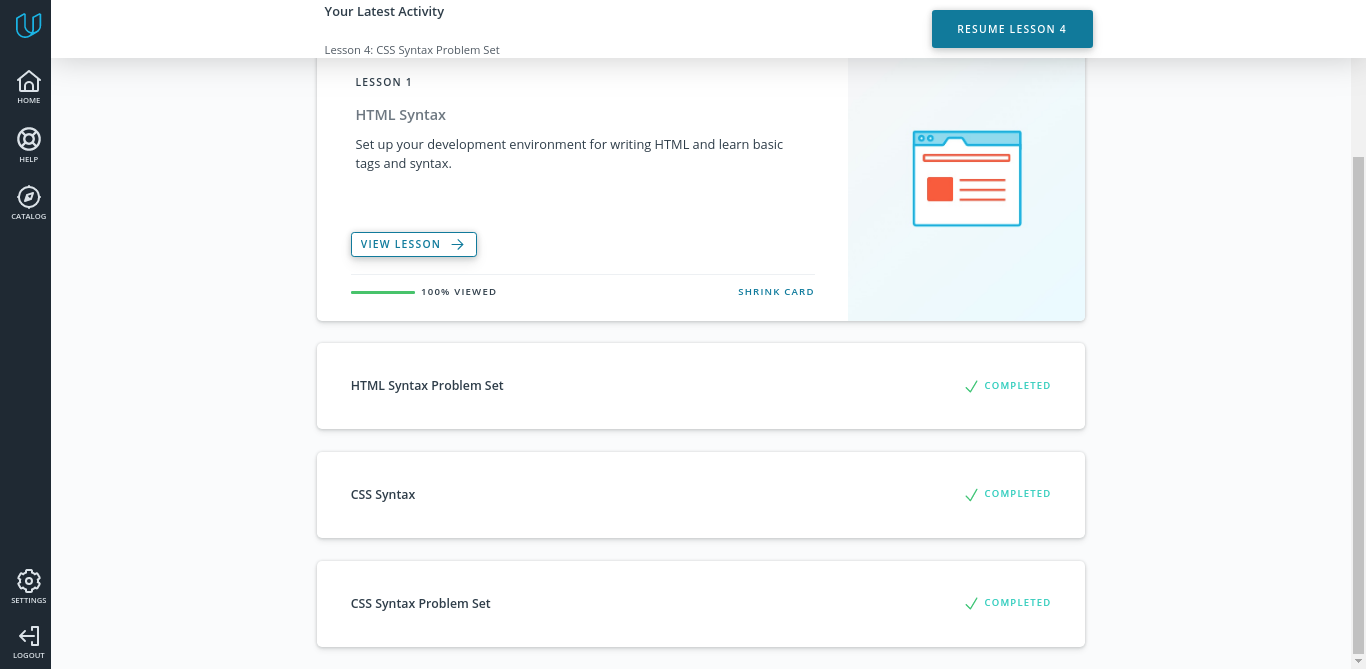 Your Latest Activity
RESUME LESSON 4
Lesson 4: CSS Syntax Problem Set
HOME
HELP
CATALOG
SETTINGS
LOGOUT
LESSON 1
HTML Syntax
Set up your development environment for writing HTML and learn basic
tags and syntax.
VIEW LESSON
100% VIEWED
SHRINK CARD
HTML Syntax Problem Set
COMPLETED
CSS Syntax
COMPLETED
CSS Syntax Problem Set
COMPLETED